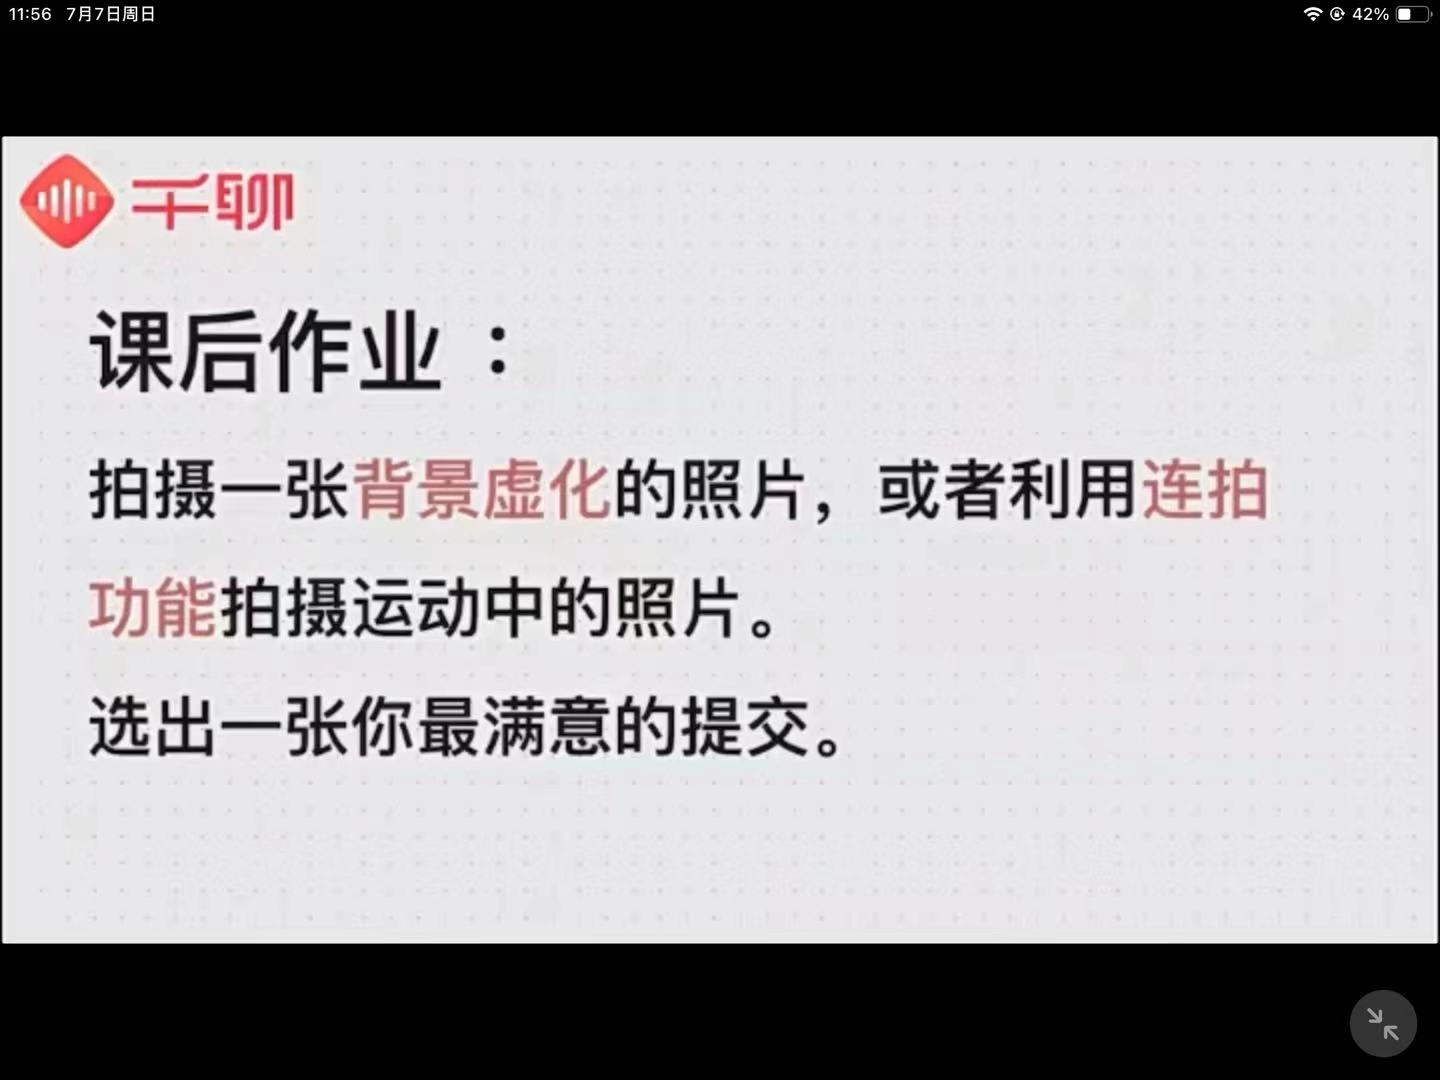 11:56 7月7日周日 42%
千聊
课后作业：
拍摄一张背景虚化的照片，或者利用连拍
功能拍摄运动中的照片。
选出一张你最满意的提交。